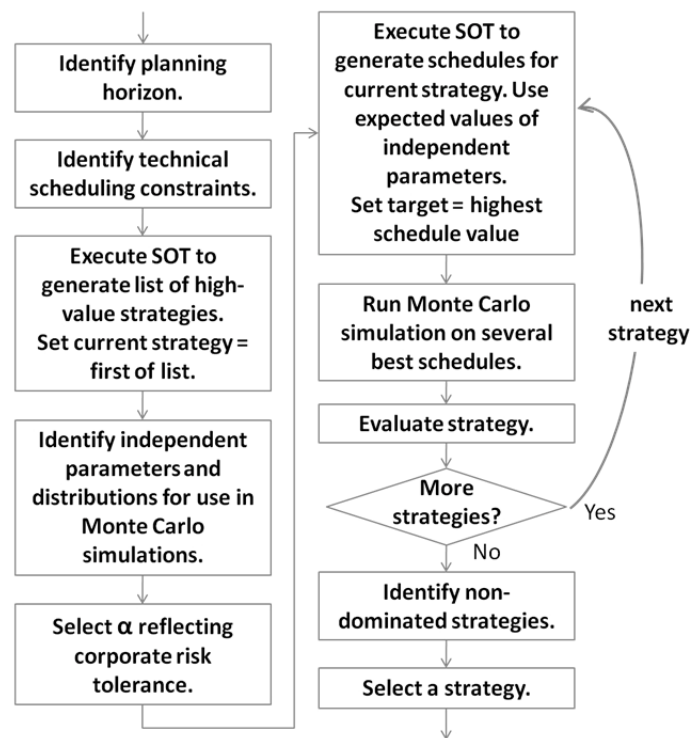 Identify planning
horizon.
Identify technical
scheduling constraints.
Execute SOT to
generate list of high-
value strategies.
Set current strategy =
first of list.
Identify independent
parameters and
distributions for use in
Monte Carlo
simulations.
Select α reflecting
corporate risk
tolerance.
Execute SOT to
generate schedules for
current strategy. Use
expected values of
independent
parameters.
Set target = highest
schedule value
Run Monte Carlo
simulation on several
best schedules.
Evaluate strategy.
More
strategies?
Yes
next
strategy
No
Identify non-
dominated strategies.
Select a strategy.